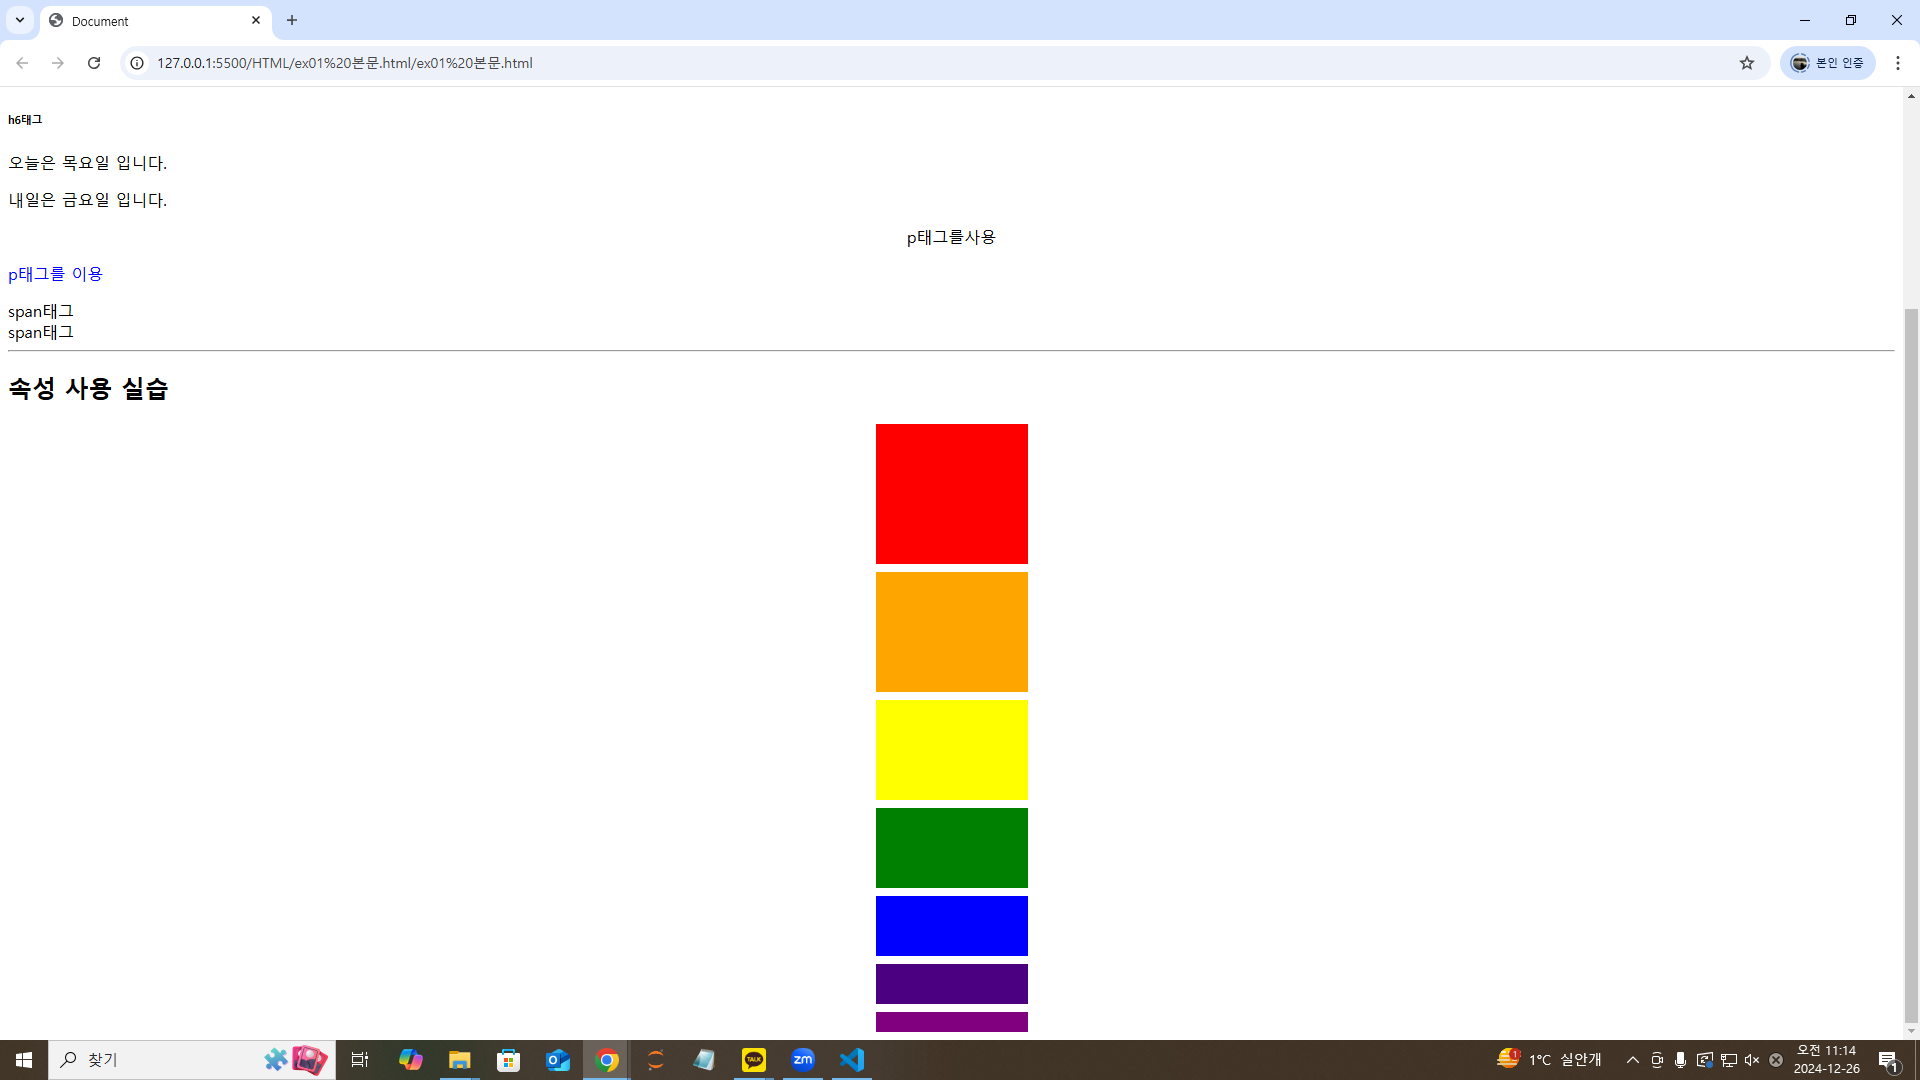 Document
127.0.0.1:5500/HTML/ex01%20본문.html/ex01%20본문.html
본인 인증
h6태그
오늘은 목요일 입니다.
내일은 금요일 입니다.
p태그를사용
p태그를 이용
span태그
span태그
속성 사용 실습
찾기
TALK
zm
1
1°C 실안개
오전 11:14
2024-12-26
1